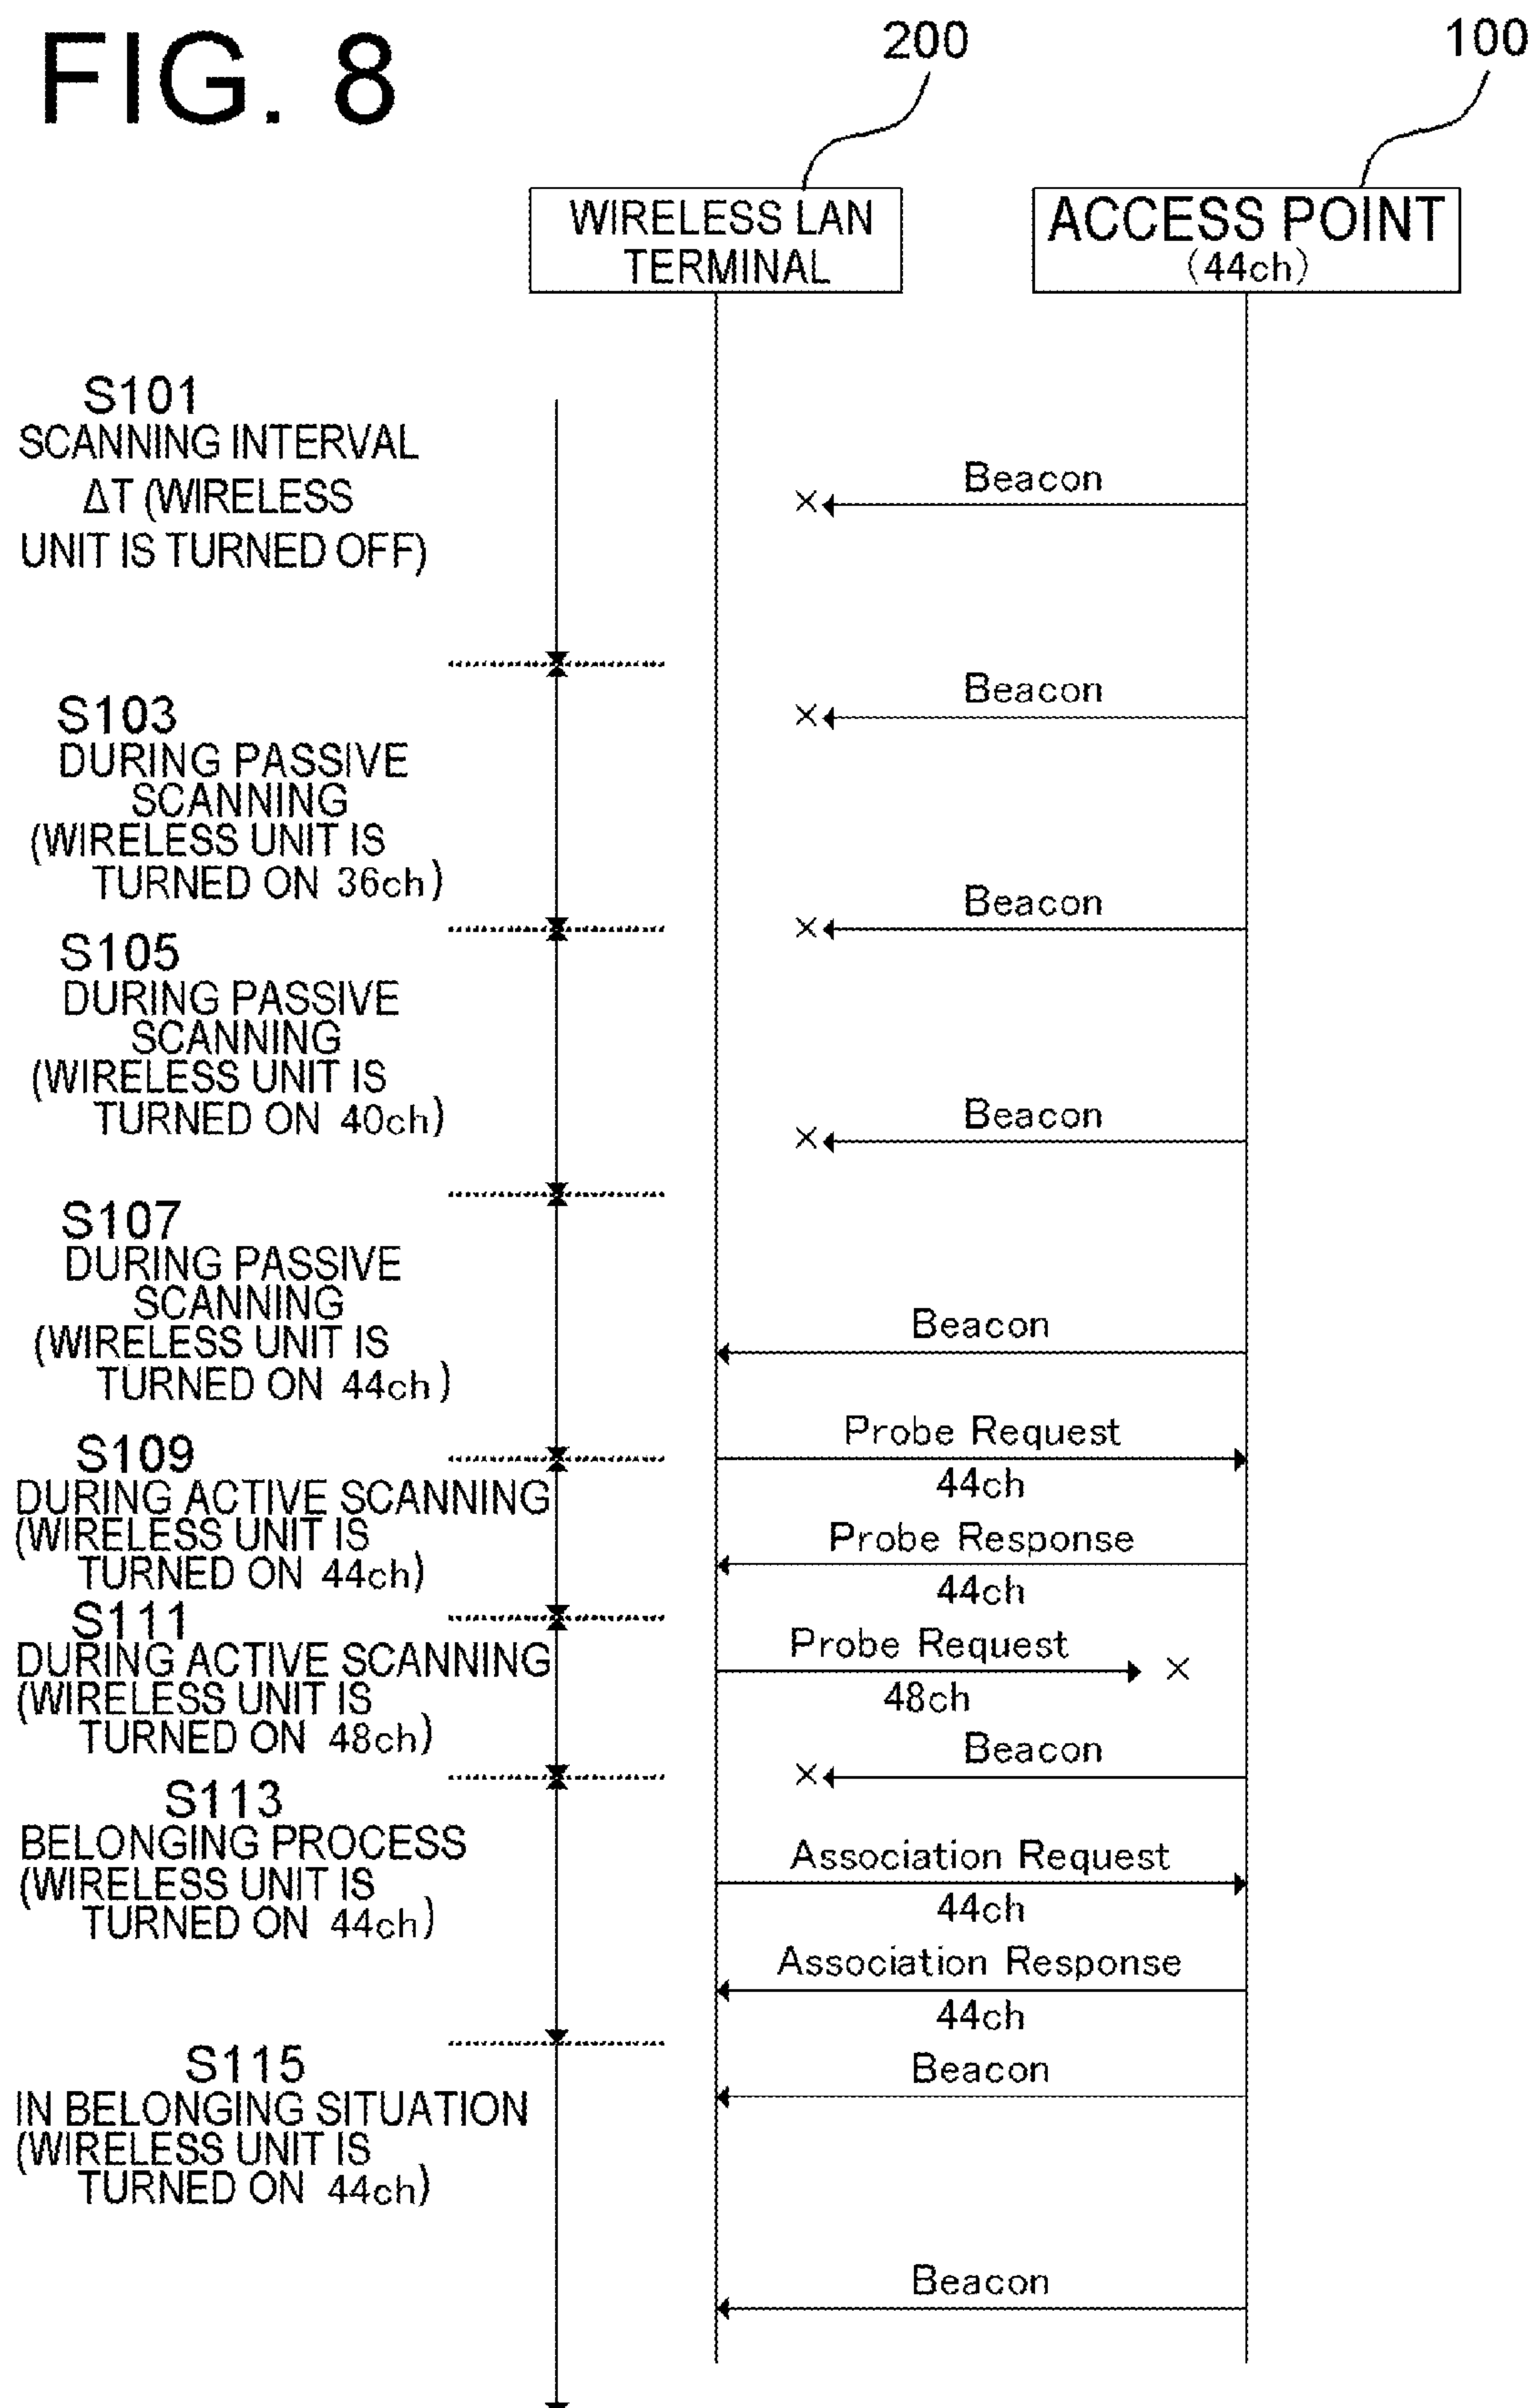 FIG. 8
200
100
WIRELESS LAN
TERMINAL
ACCESS POINT
(44ch)
S101
SCANNING INTERVAL
ΔT (WIRELESS
UNIT IS TURNED OFF)
Beacon
×
Beacon
×
S103
DURING PASSIVE
SCANNING
(WIRELESS UNIT IS
TURNED ON 36ch)
Beacon
×
S105
DURING PASSIVE
SCANNING
(WIRELESS UNIT IS
TURNED ON 40ch)
Beacon
×
S107
DURING PASSIVE
SCANNING
(WIRELESS UNIT IS
TURNED ON 44ch)
Beacon
S109
DURING ACTIVE SCANNING
(WIRELESS UNIT IS
TURNED ON 44ch)
Probe Request
44ch
Probe Response
44ch
S111
DURING ACTIVE SCANNING
(WIRELESS UNIT IS
TURNED ON 48ch)
Probe Request
×
48ch
Beacon
×
S113
BELONGING PROCESS
(WIRELESS UNIT IS
TURNED ON 44ch)
Association Request
44ch
Association Response
44ch
S115
IN BELONGING SITUATION
(WIRELESS UNIT IS
TURNED ON 44ch)
Beacon
Beacon